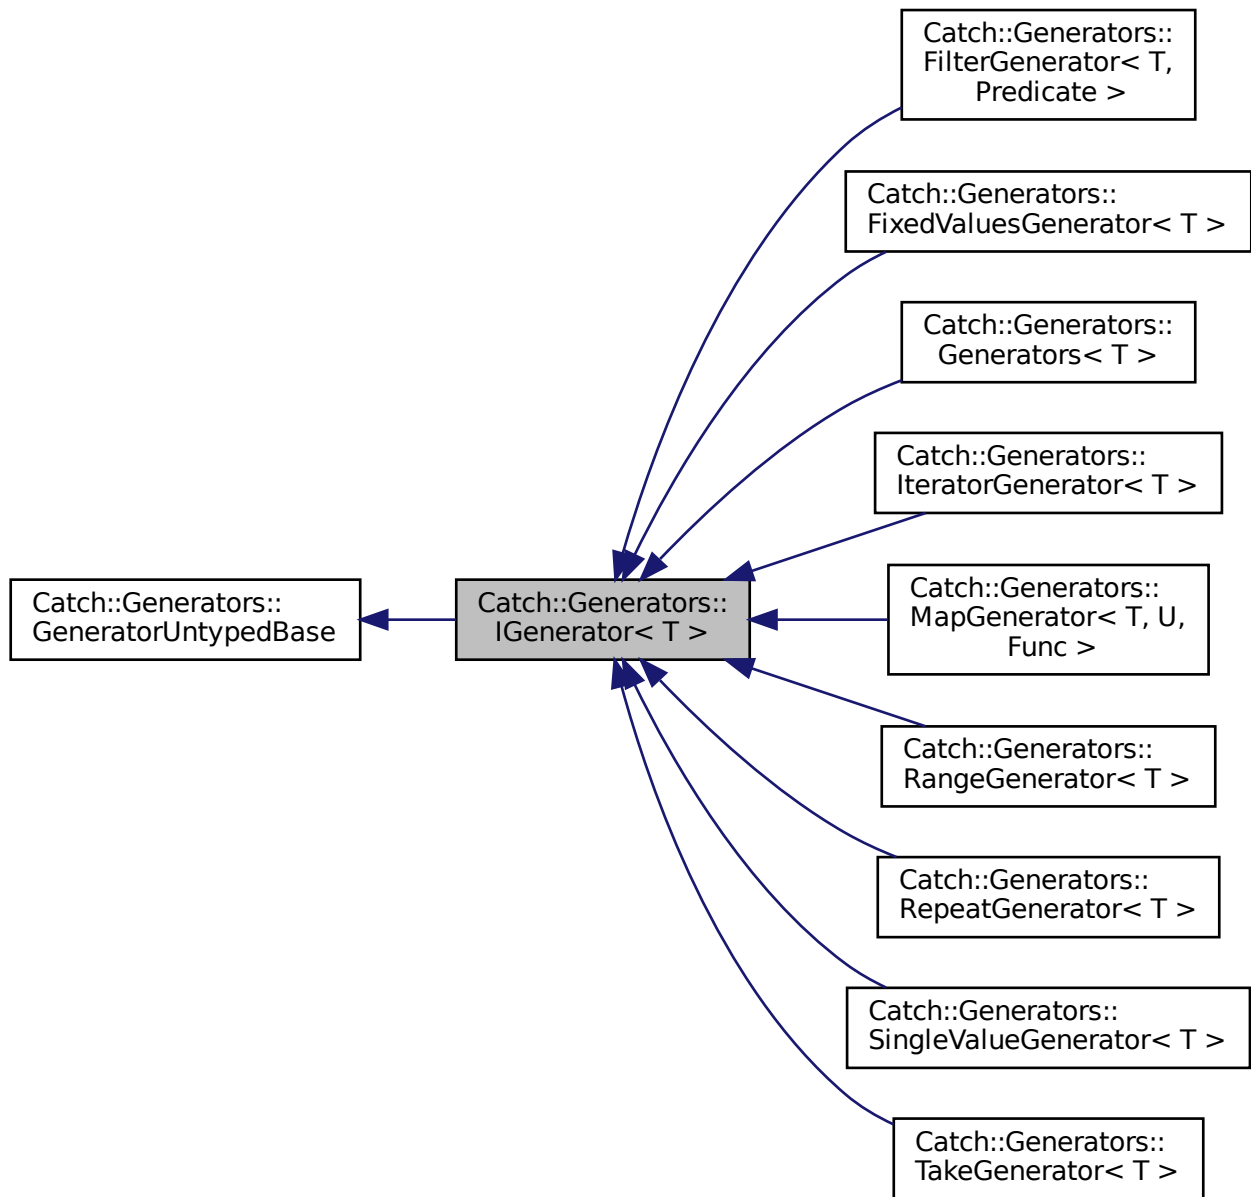 Catch::Generators::
FilterGenerator< T,
Predicate >
Catch::Generators::
FixedValuesGenerator< T >
Catch::Generators::
Generators< T >
Catch::Generators::
IteratorGenerator< T >
Catch::Generators::
GeneratorUntypedBase
Catch::Generators::
IGenerator< T >
Catch::Generators::
MapGenerator< T, U,
Func >
Catch::Generators::
RangeGenerator< T >
Catch::Generators::
RepeatGenerator< T >
Catch::Generators::
SingleValueGenerator< T >
Catch::Generators::
TakeGenerator< T >